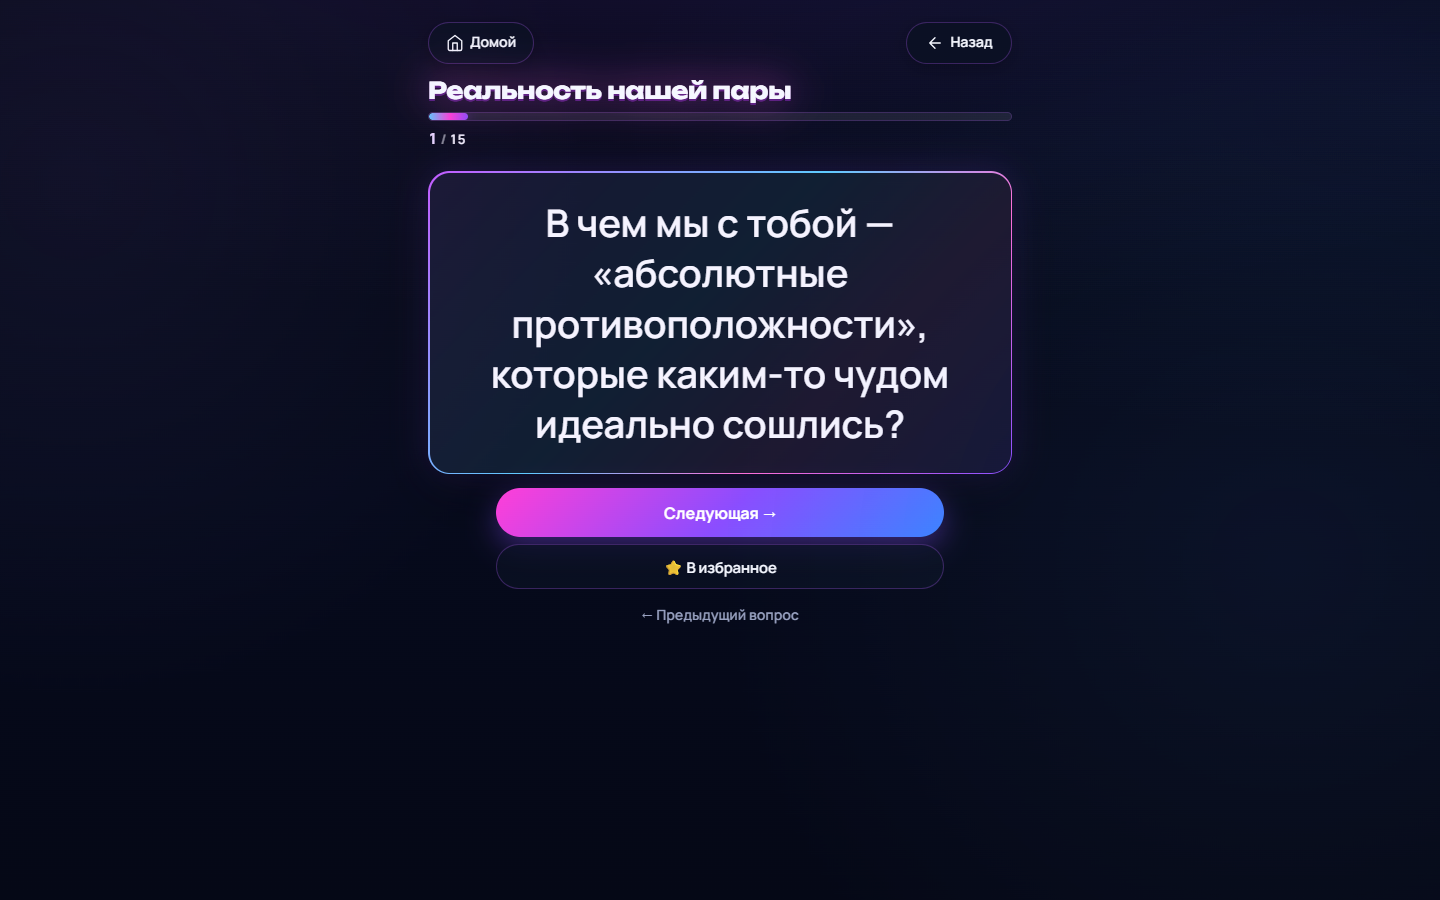 Домой
Назад
Реальность нашей пары
1 / 15
В чем мы с тобой —
«абсолютные
противоположности»,
которые каким-то чудом
идеально сошлись?
Следующая →
⭐ В избранное
← Предыдущий вопрос